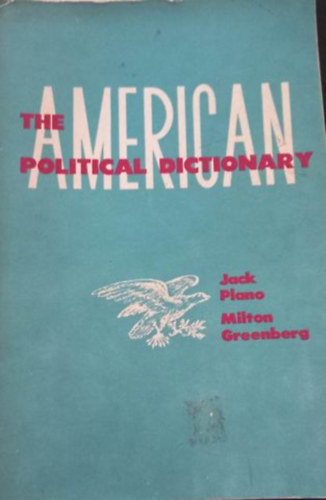 THE
AMERICAN
POLITICAL DICTIONARY
Jack
Plano
Milton
Greenberg